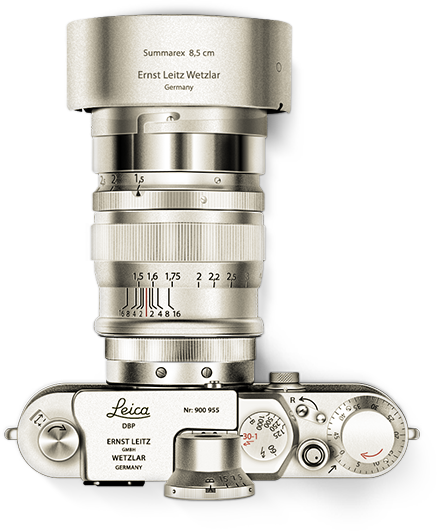 Summarex 8,5 cm
Ernst Leitz Wetzlar
Germany
2 1,5
1,5 1,6 1,75 2 2,2 2,5
16 8 4 2 2 4 8 16
Leica
DBP
Nr: 900 955
ERNST LEITZ
GMBH
WETZLAR
GERMANY
R
30-1